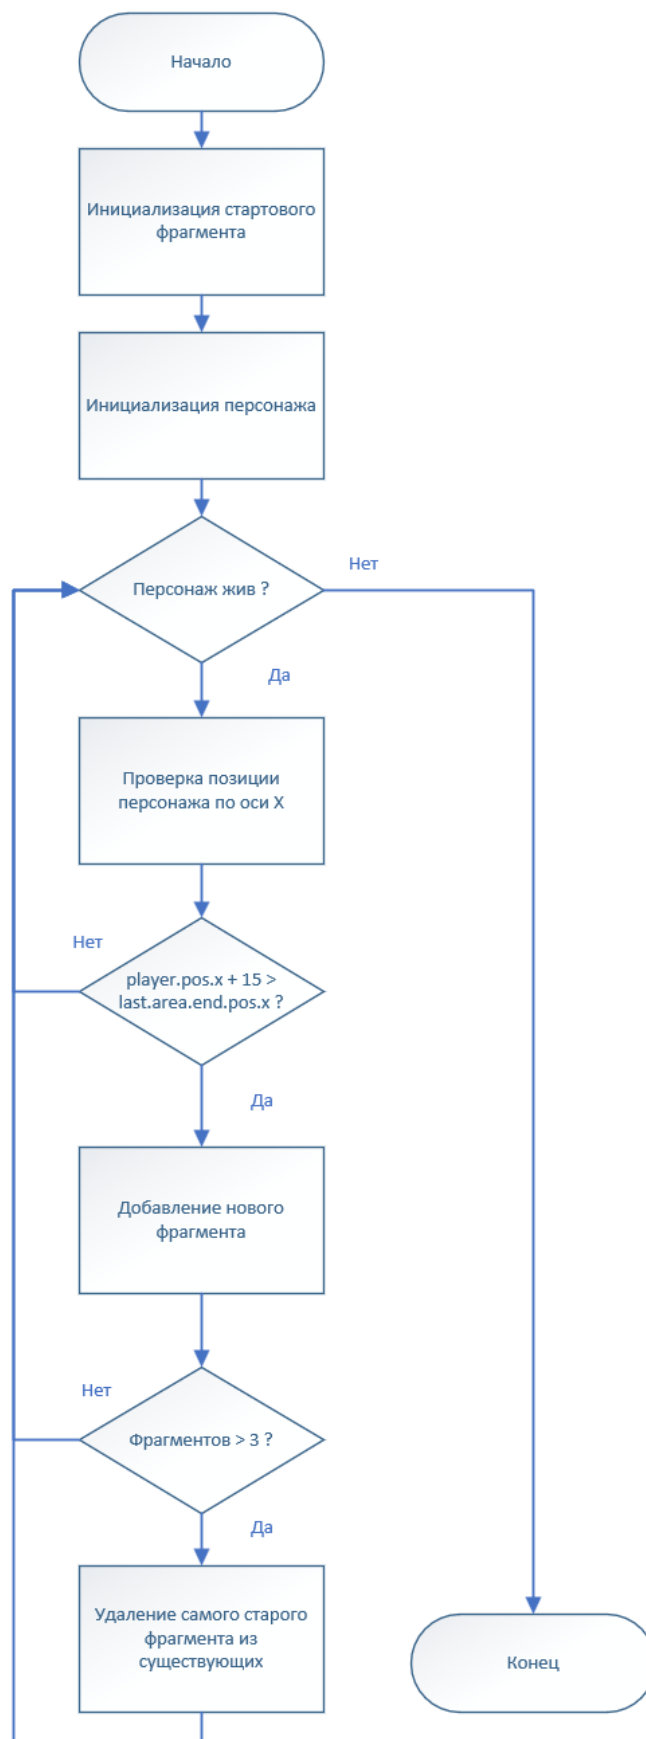 Начало
Инициализация стартового
фрагмента
Инициализация персонажа
Персонаж жив ?
Нет
Да
Проверка позиции
персонажа по оси X
Нет
player.pos.x + 15 >
last.area.end.pos.x ?
Да
Добавление нового
фрагмента
Нет
Фрагментов > 3 ?
Да
Удаление самого старого
фрагмента из
существующих
Конец